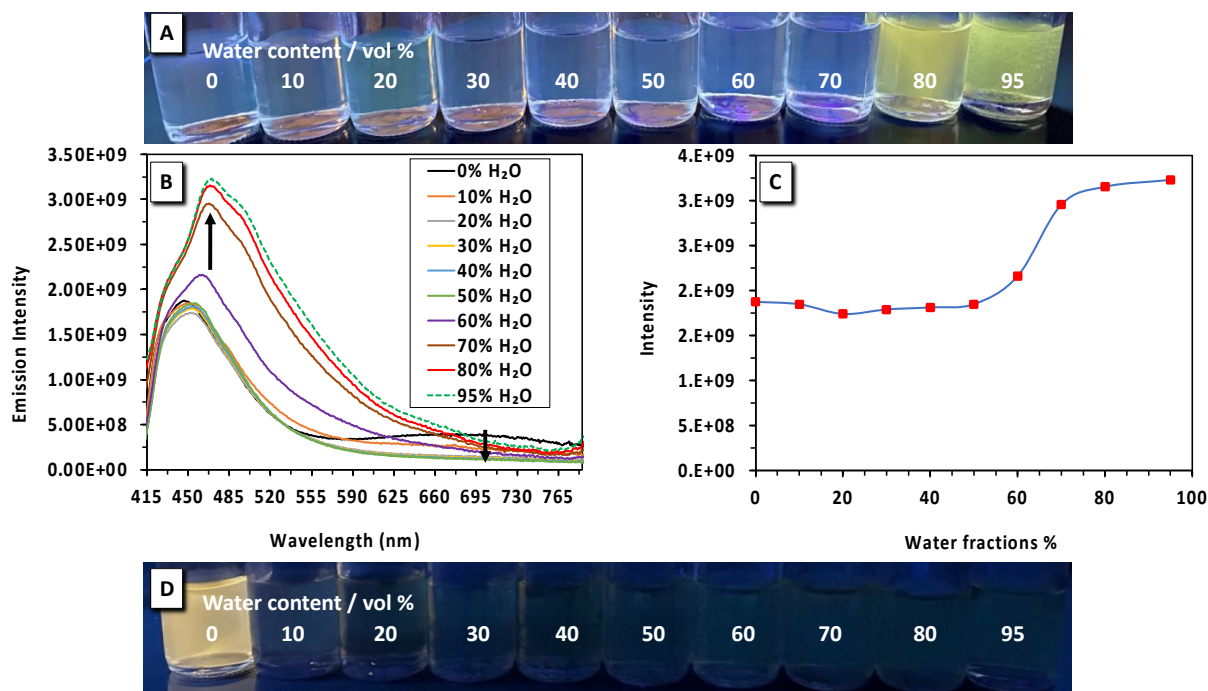 A
Water content / vol %
0 10 20 30 40 50 60 70 80 95
B
3.50E+09
3.00E+09
2.50E+09
2.00E+09
1.50E+09
1.00E+09
5.00E+08
0.00E+00
Emission Intensity
415 450 485 520 555 590 625 660 695 730 765
Wavelength (nm)
0% H₂O
10% H₂O
20% H₂O
30% H₂O
40% H₂O
50% H₂O
60% H₂O
70% H₂O
80% H₂O
95% H₂O
C
4.E+09
3.E+09
3.E+09
2.E+09
2.E+09
1.E+09
5.E+08
0.E+00
Intensity
0 20 40 60 80 100
Water fractions %
D
Water content / vol %
0 10 20 30 40 50 60 70 80 95